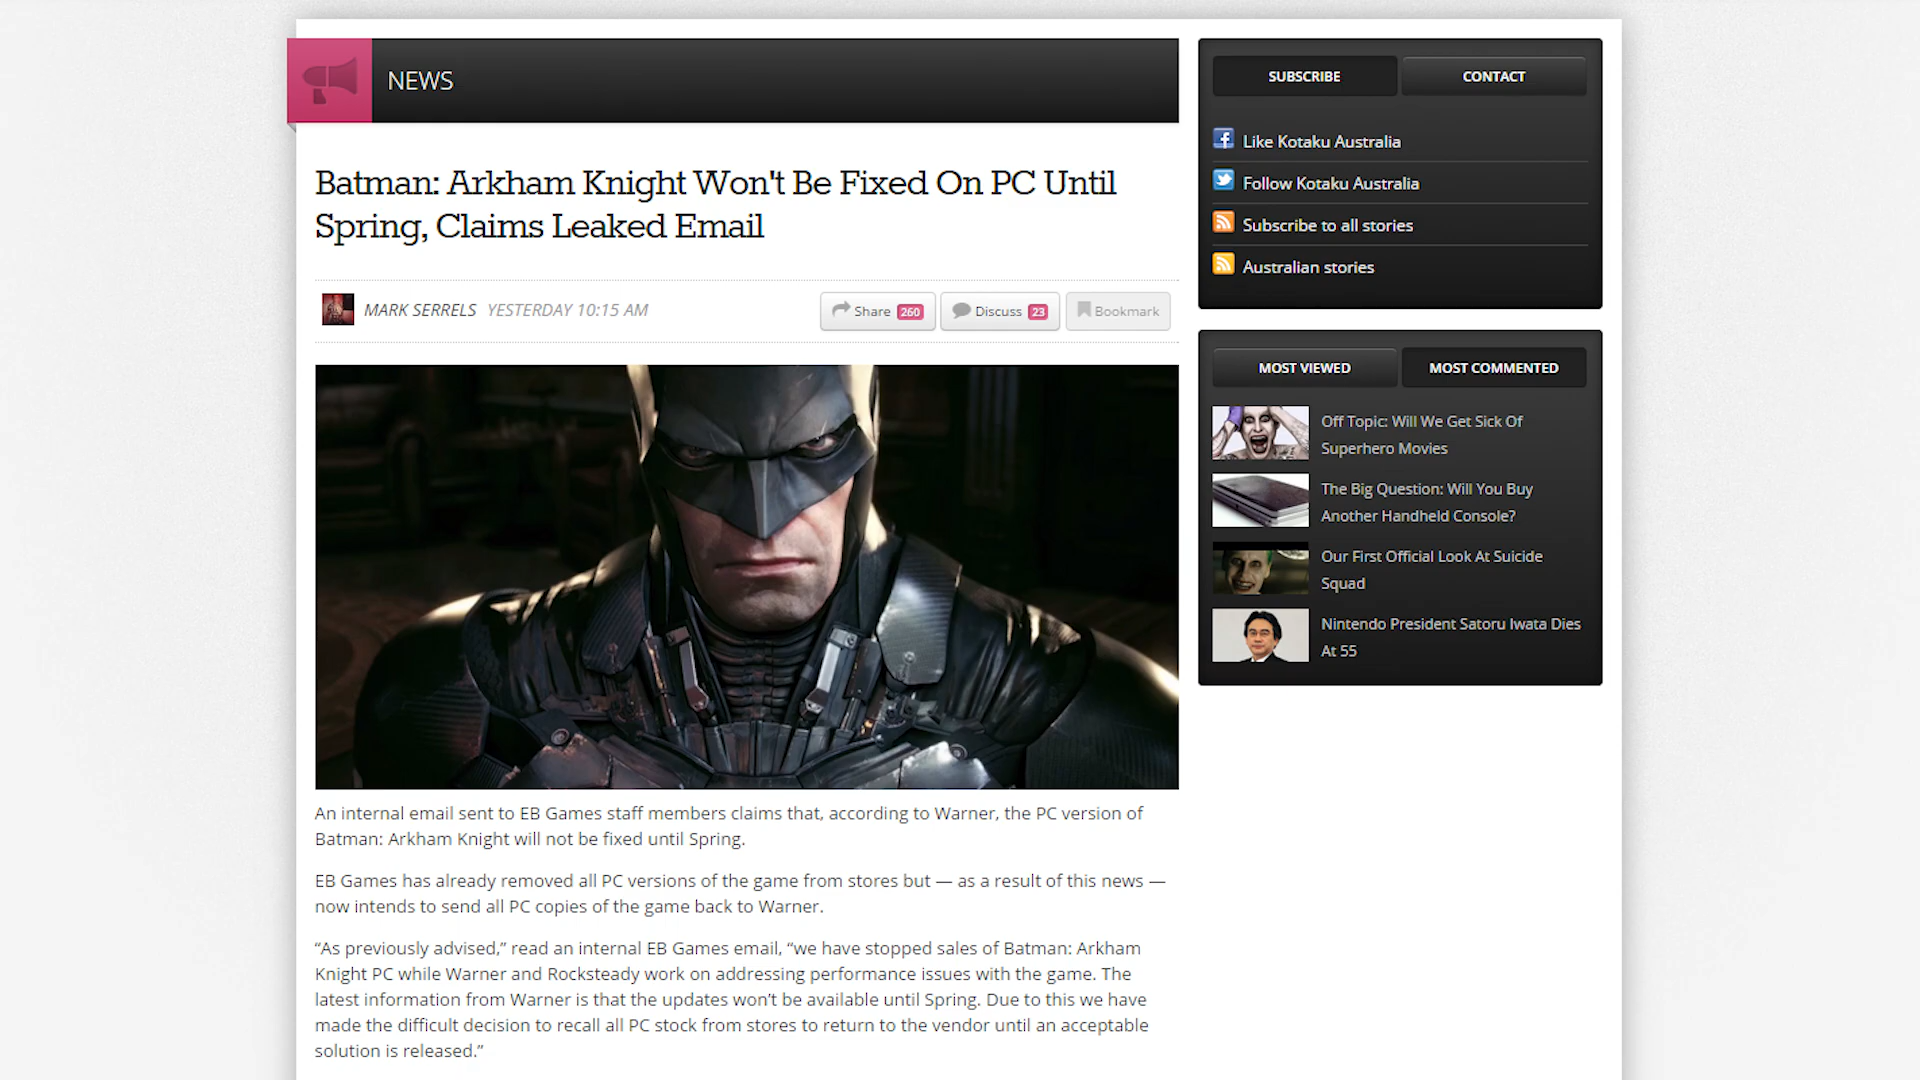 NEWS
Batman: Arkham Knight Won't Be Fixed On PC Until
Spring, Claims Leaked Email
MARK SERRELS YESTERDAY 10:15 AM
Share 260
Discuss 23
Bookmark
An internal email sent to EB Games staff members claims that, according to Warner, the PC version of
Batman: Arkham Knight will not be fixed until Spring.
EB Games has already removed all PC versions of the game from stores but — as a result of this news —
now intends to send all PC copies of the game back to Warner.
“As previously advised,” read an internal EB Games email, “we have stopped sales of Batman: Arkham
Knight PC while Warner and Rocksteady work on addressing performance issues with the game. The
latest information from Warner is that the updates won’t be available until Spring. Due to this we have
made the difficult decision to recall all PC stock from stores to return to the vendor until an acceptable
solution is released.”
SUBSCRIBE
CONTACT
Like Kotaku Australia
Follow Kotaku Australia
Subscribe to all stories
Australian stories
MOST VIEWED
MOST COMMENTED
Off Topic: Will We Get Sick Of
Superhero Movies
The Big Question: Will You Buy
Another Handheld Console?
Our First Official Look At Suicide
Squad
Nintendo President Satoru Iwata Dies
At 55